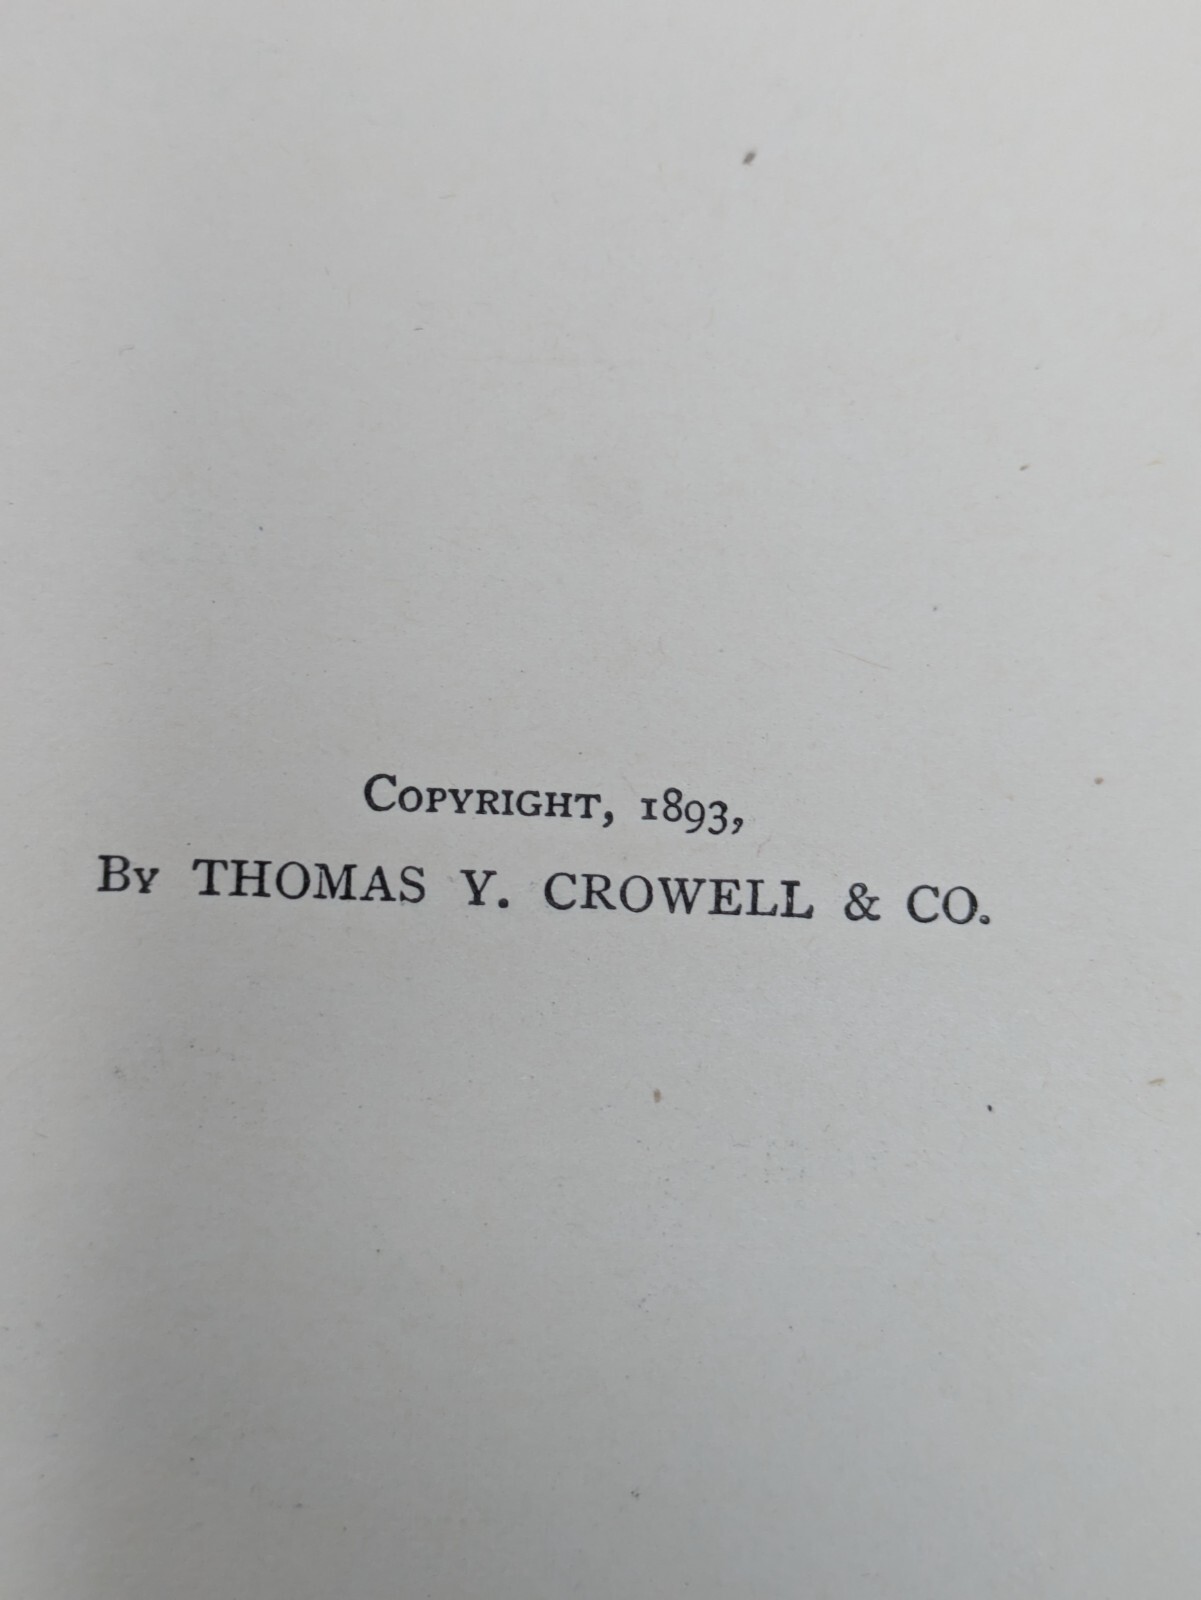 Copyright, 1893,
By THOMAS Y. CROWELL & CO.